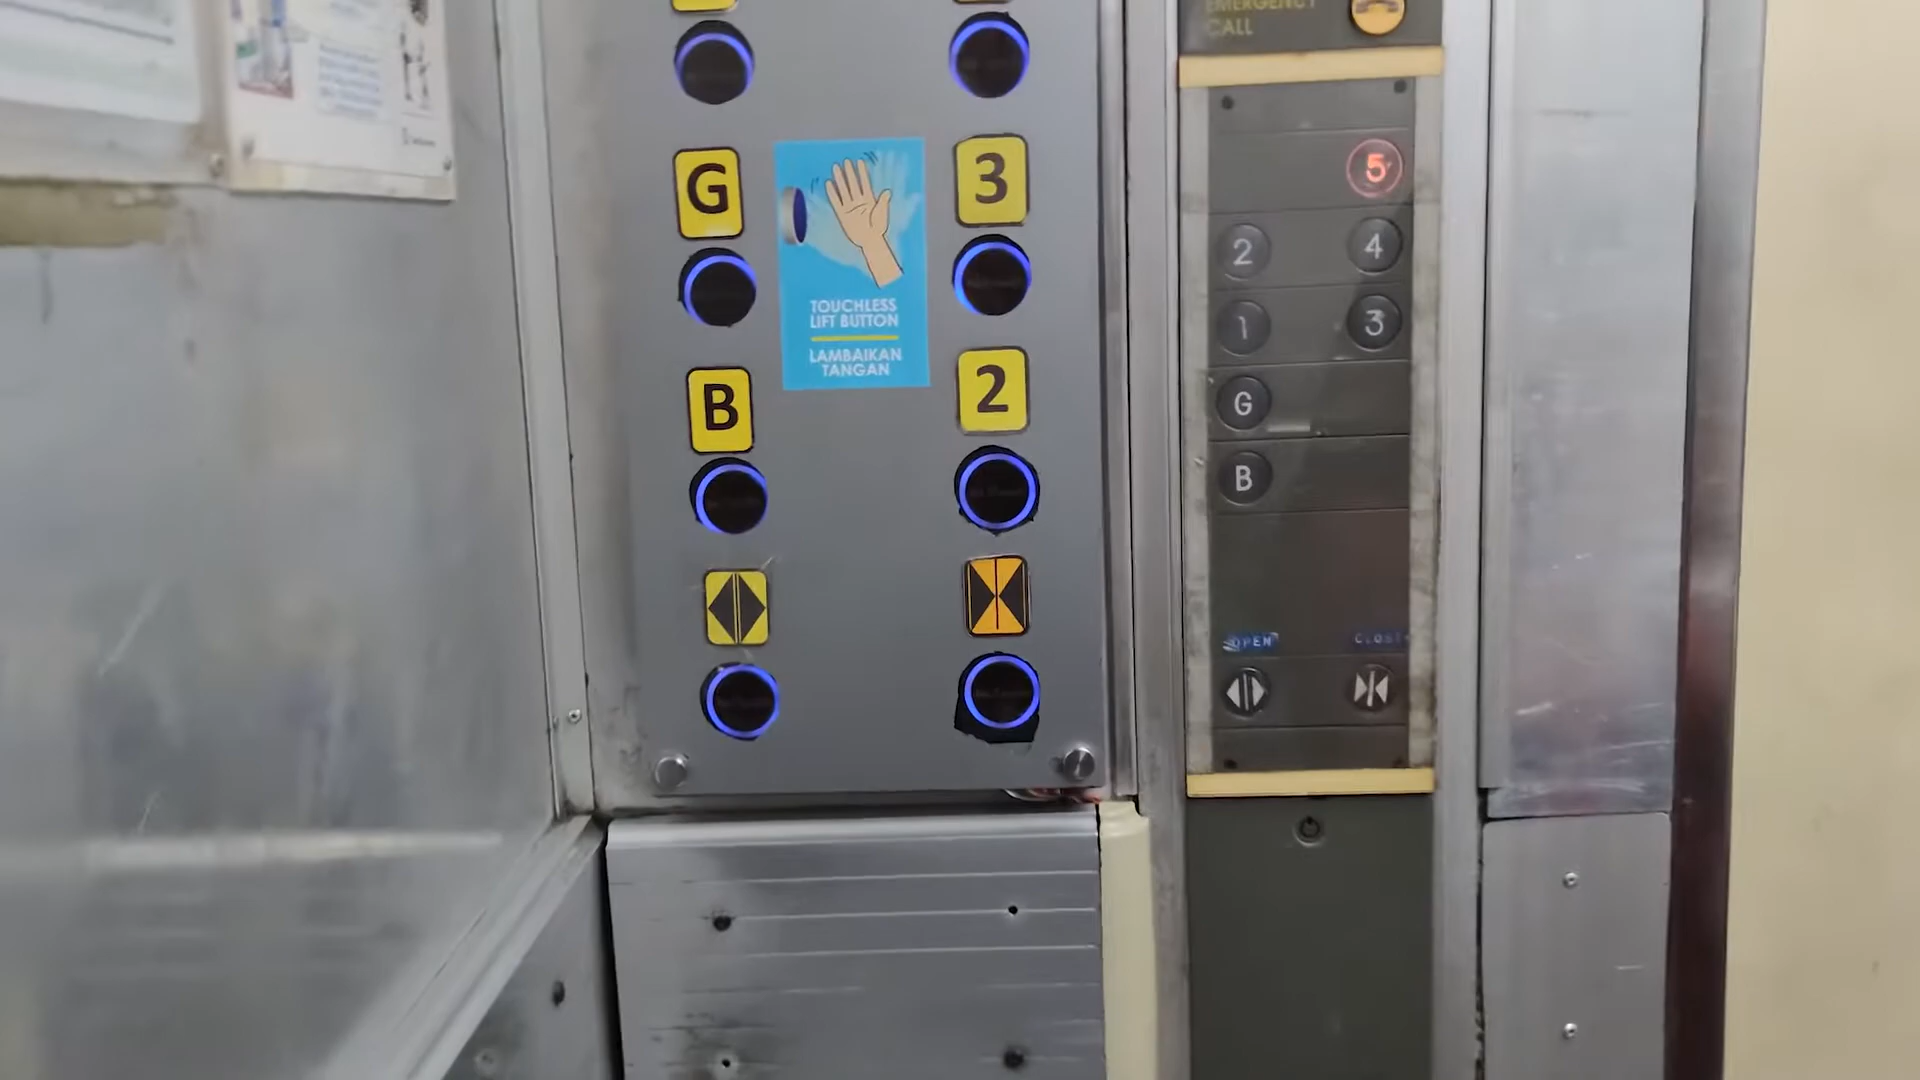 G
3
TOUCHLESS
LIFT BUTTON
LAMBAIKAN
TANGAN
B
2
EMERGENCY
CALL
5
2
4
1
3
G
B
OPEN
CLOSE